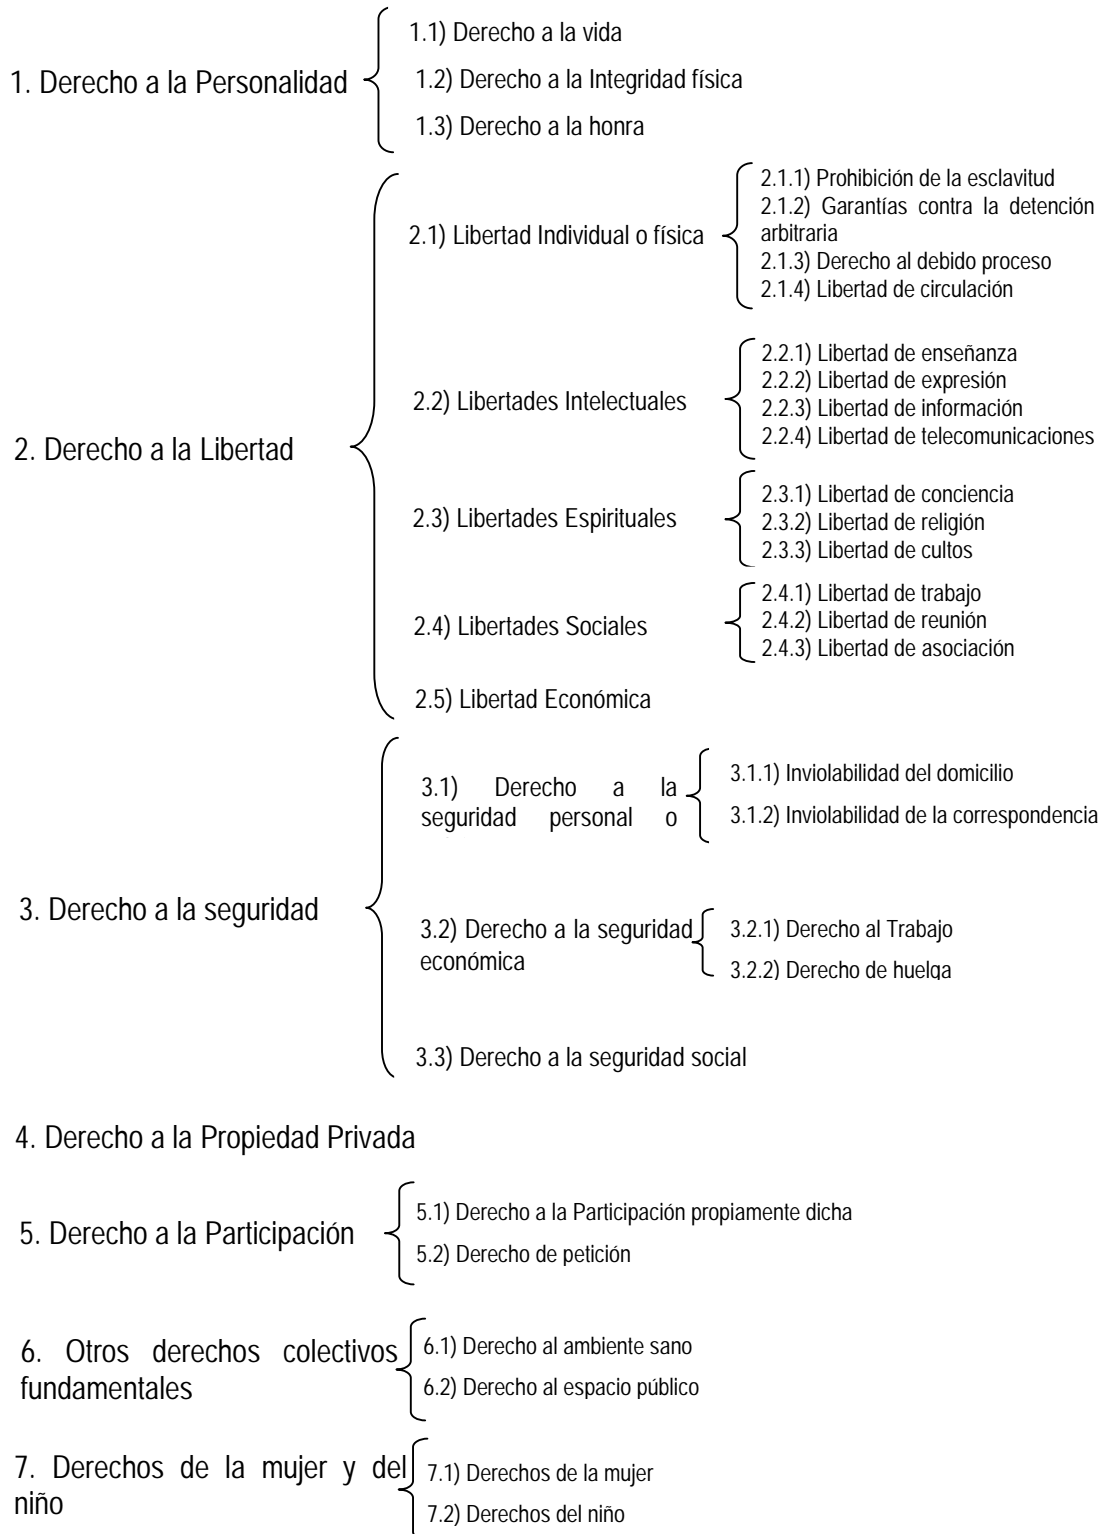 1. Derecho a la Personalidad
1.1) Derecho a la vida
1.2) Derecho a la Integridad física
1.3) Derecho a la honra
2. Derecho a la Libertad
2.1) Libertad Individual o física
2.1.1) Prohibición de la esclavitud
2.1.2) Garantías contra la detención
arbitraria
2.1.3) Derecho al debido proceso
2.1.4) Libertad de circulación
2.2) Libertades Intelectuales
2.2.1) Libertad de enseñanza
2.2.2) Libertad de expresión
2.2.3) Libertad de información
2.2.4) Libertad de telecomunicaciones
2.3) Libertades Espirituales
2.3.1) Libertad de conciencia
2.3.2) Libertad de religión
2.3.3) Libertad de cultos
2.4) Libertades Sociales
2.4.1) Libertad de trabajo
2.4.2) Libertad de reunión
2.4.3) Libertad de asociación
2.5) Libertad Económica
3. Derecho a la seguridad
3.1) Derecho a la
seguridad personal o
3.1.1) Inviolabilidad del domicilio
3.1.2) Inviolabilidad de la correspondencia
3.2) Derecho a la seguridad
económica
3.2.1) Derecho al Trabajo
3.2.2) Derecho de huelga
3.3) Derecho a la seguridad social
4. Derecho a la Propiedad Privada
5. Derecho a la Participación
5.1) Derecho a la Participación propiamente dicha
5.2) Derecho de petición
6. Otros derechos colectivos
fundamentales
6.1) Derecho al ambiente sano
6.2) Derecho al espacio público
7. Derechos de la mujer y del
niño
7.1) Derechos de la mujer
7.2) Derechos del niño